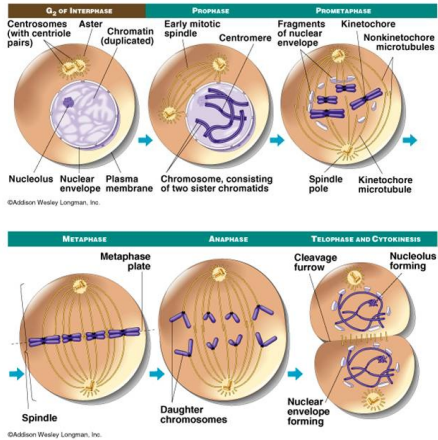 G2 OF INTERPHASE
PROPHASE
PROMETAPHASE
Centrosomes
(with centriole
pairs)
Aster
Chromatin
(duplicated)
Early mitotic
spindle
Centromere
Fragments
of nuclear
envelope
Kinetochore
Nonkinetochore
microtubules
Nucleolus
Nuclear
envelope
Plasma
membrane
Chromosome, consisting
of two sister chromatids
Spindle
pole
Kinetochore
microtubule
©Addison Wesley Longman, Inc.
METAPHASE
ANAPHASE
TELOPHASE AND CYTOKINESIS
Metaphase
plate
Cleavage
furrow
Nucleolus
forming
Spindle
Daughter
chromosomes
Nuclear
envelope
forming
©Addison Wesley Longman, Inc.